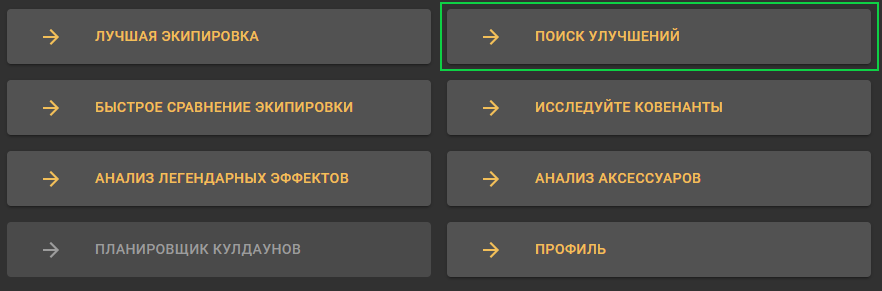 ЛУЧШАЯ ЭКИПИРОВКА
ПОИСК УЛУЧШЕНИЙ
БЫСТРОЕ СРАВНЕНИЕ ЭКИПИРОВКИ
ИССЛЕДУЙТЕ КОВЕНАНТЫ
АНАЛИЗ ЛЕГЕНДАРНЫХ ЭФФЕКТОВ
АНАЛИЗ АКСЕССУАРОВ
ПЛАНИРОВЩИК КУЛДАУНОВ
ПРОФИЛЬ